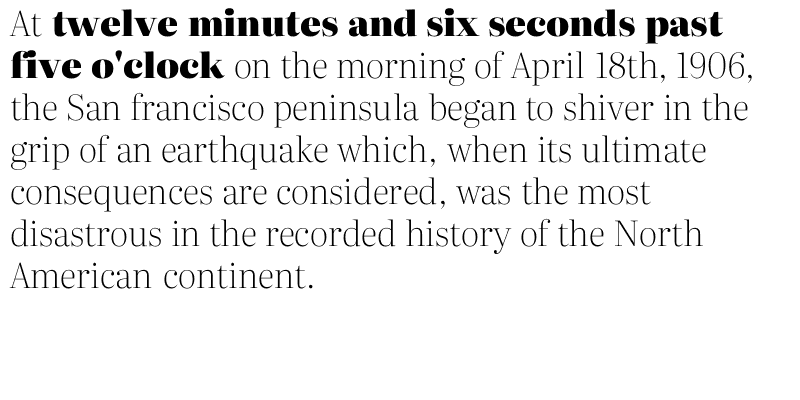 At twelve minutes and six seconds past
five o'clock on the morning of April 18th, 1906,
the San francisco peninsula began to shiver in the
grip of an earthquake which, when its ultimate
consequences are considered, was the most
disastrous in the recorded history of the North
American continent.